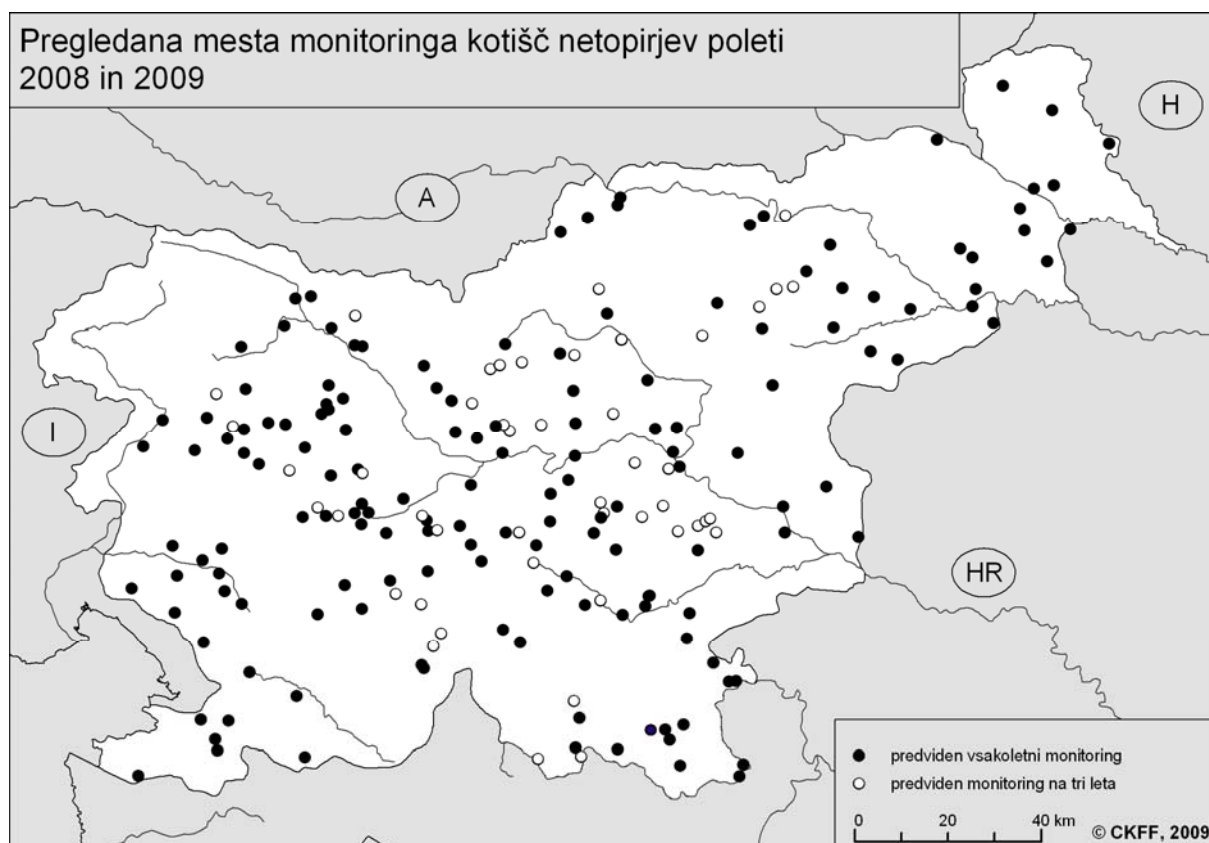 Pregledana mesta monitoringa kotišč netopirjev poleti
2008 in 2009
H
A
I
HR
predviden vsakoletni monitoring
predviden monitoring na tri leta
0 20 40 km
© CKFF, 2009